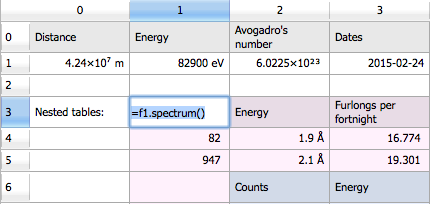 0 1 2 3
0 Distance Energy Avogadro's number Dates
1 4.24×10⁷ m 82900 eV 6.0225×10²³ 2015-02-24
2
3 Nested tables: =f1.spectrum() Energy Furlongs per fortnight
4 82 1.9 Å 16.774
5 947 2.1 Å 19.301
6 Counts Energy